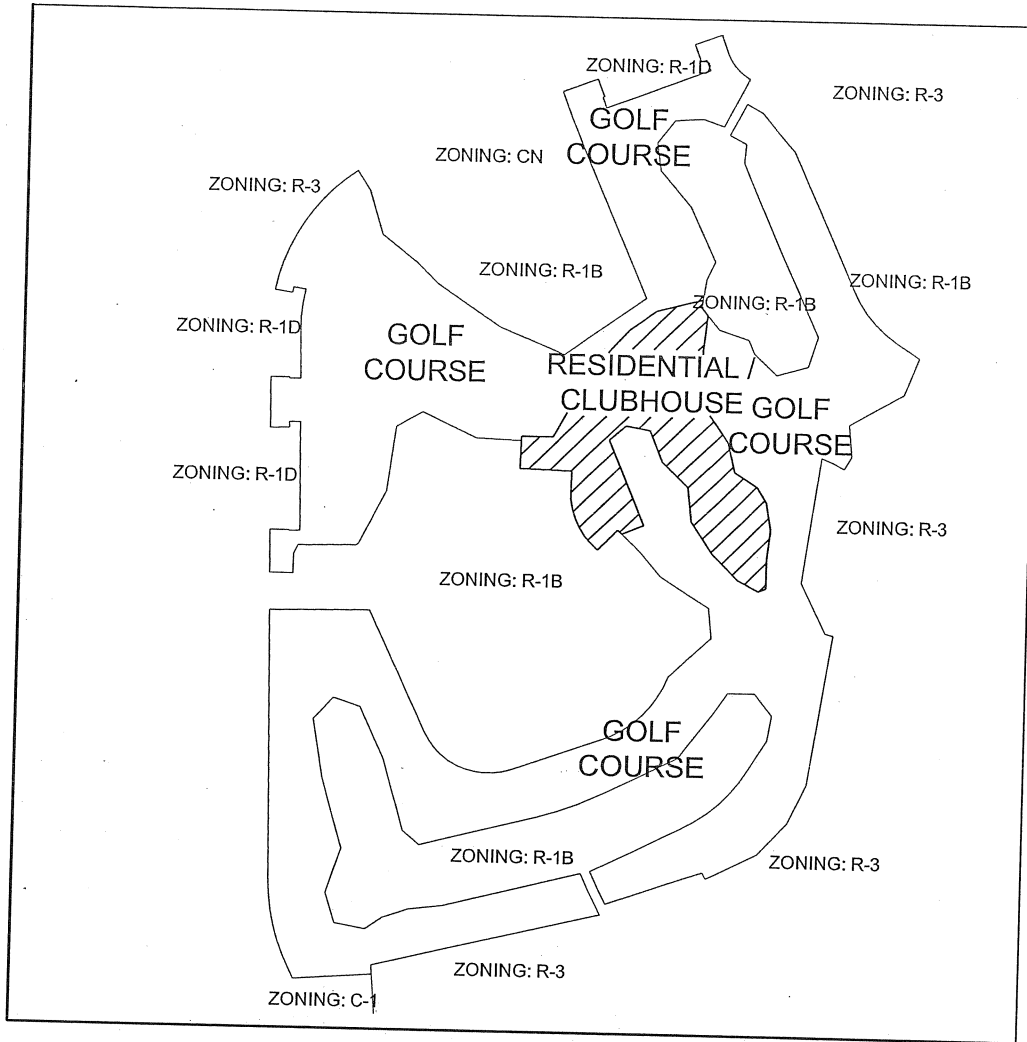 ZONING: R-1D
ZONING: R-3
GOLF
COURSE
ZONING: CN
ZONING: R-3
ZONING: R-1B
ZONING: R-1B
ZONING: R-1B
ZONING: R-1D
GOLF
COURSE
RESIDENTIAL /
CLUBHOUSE
GOLF
COURSE
ZONING: R-1D
ZONING: R-3
ZONING: R-1B
GOLF
COURSE
ZONING: R-1B
ZONING: R-3
ZONING: R-3
ZONING: C-1